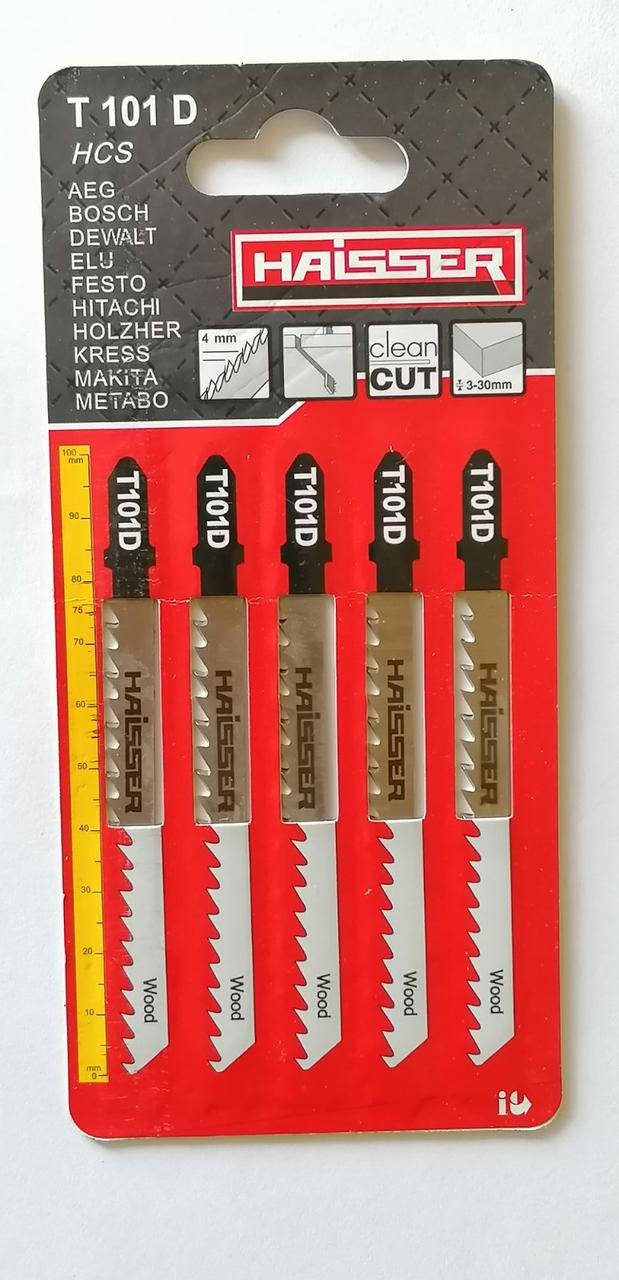 T 101 D
HCS
AEG
BOSCH
DEWALT
ELU
FESTO
HITACHI
HOLZHER
KRESS
MAKITA
METABO
HAISSER
4 mm
clean
CUT
3-30mm
100
mm
90
80
75
70
60
50
40
30
20
10
mm
0
T101D
T101D
T101D
T101D
T101D
HAISSER
HAISSER
HAISSER
HAISSER
HAISSER
Wood
Wood
Wood
Wood
Wood